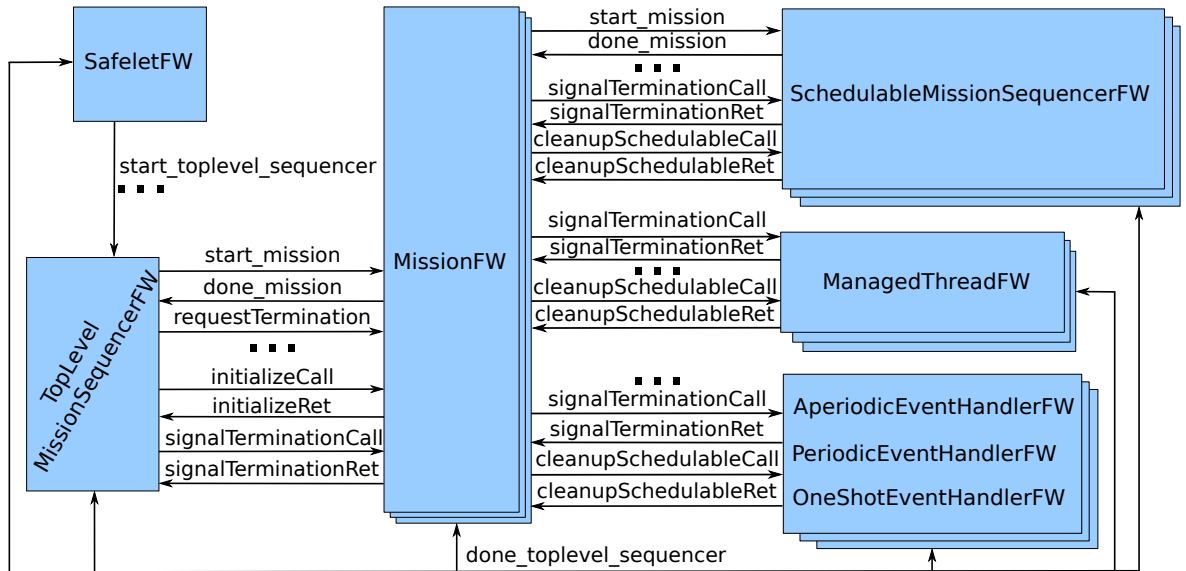 SafeletFW
start_toplevel_sequencer
TopLevel
MissionSequencerFW
start_mission
done_mission
requestTermination
initializeCall
initializeRet
signalTerminationCall
signalTerminationRet
MissionFW
start_mission
done_mission
signalTerminationCall
signalTerminationRet
cleanupSchedulableCall
cleanupSchedulableRet
SchedulableMissionSequencerFW
signalTerminationCall
signalTerminationRet
cleanupSchedulableCall
cleanupSchedulableRet
ManagedThreadFW
signalTerminationCall
signalTerminationRet
cleanupSchedulableCall
cleanupSchedulableRet
AperiodicEventHandlerFW
PeriodicEventHandlerFW
OneShotEventHandlerFW
done_toplevel_sequencer